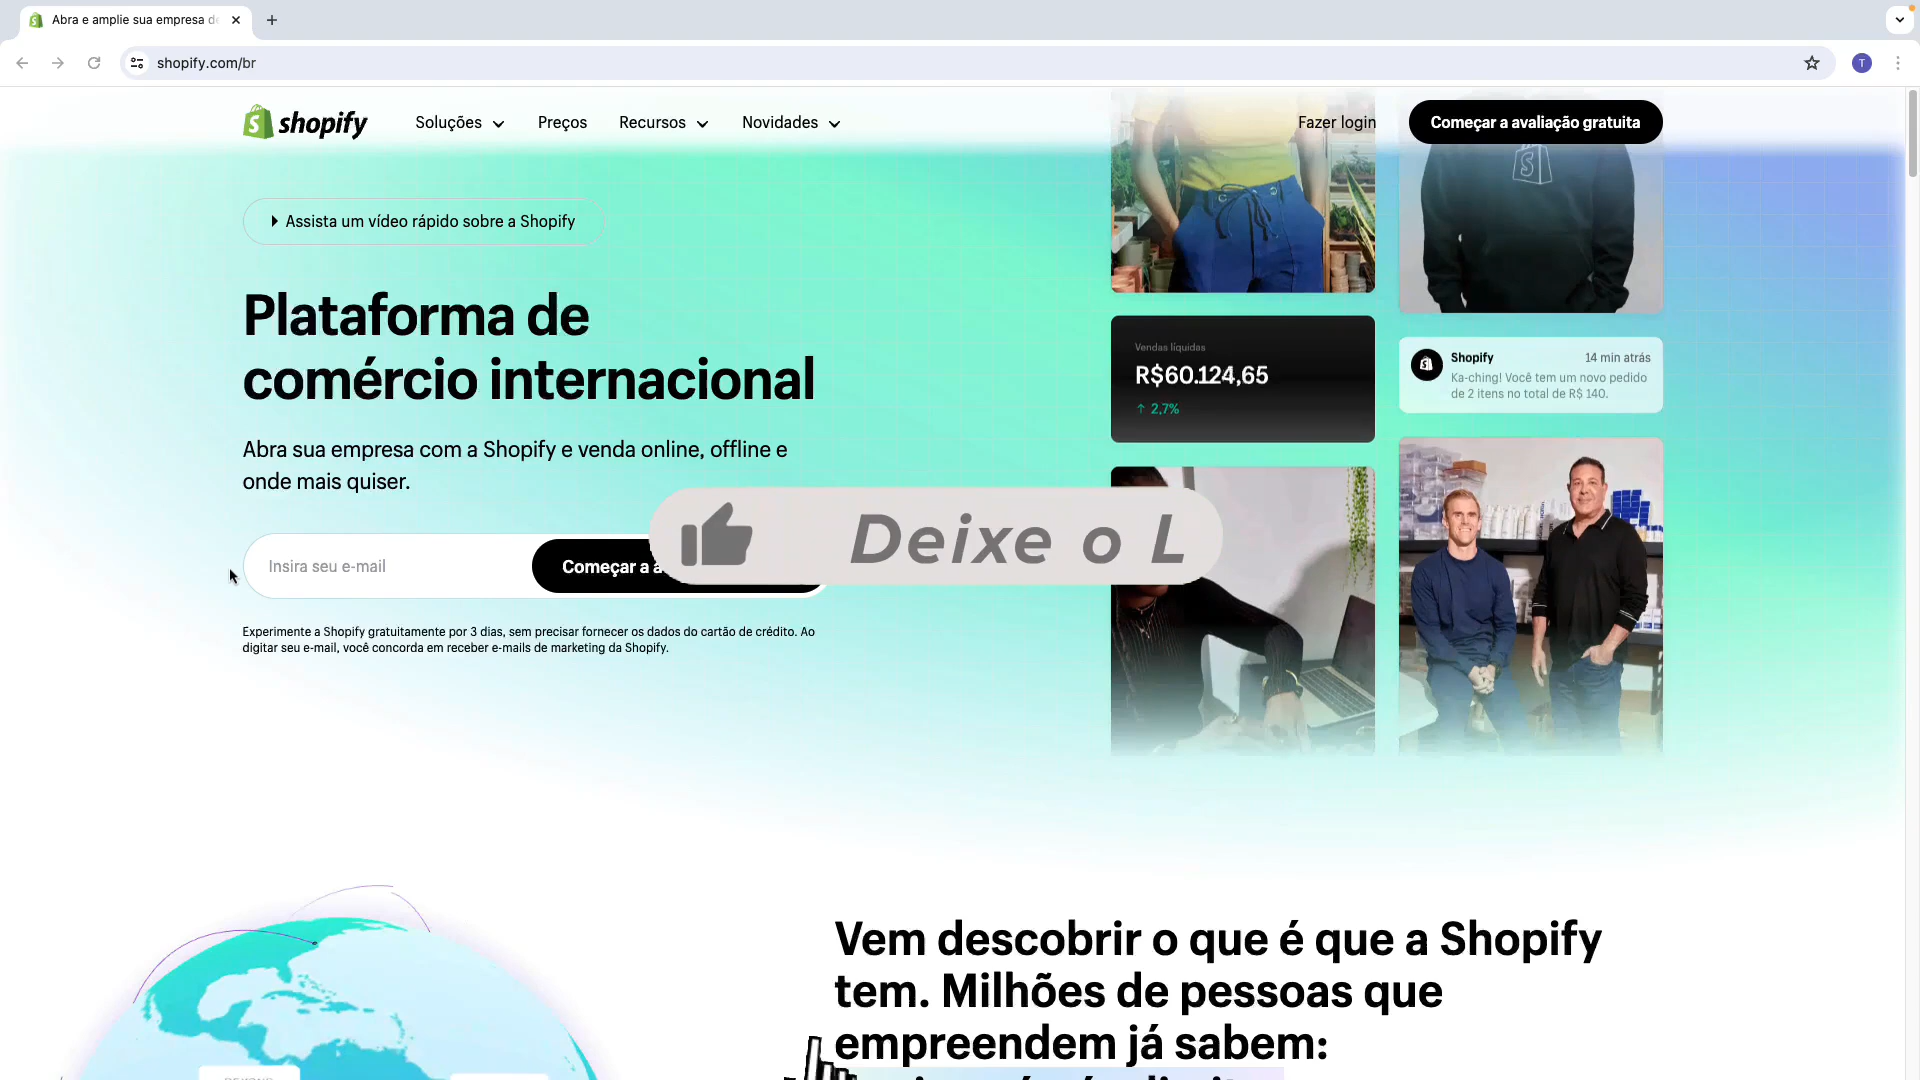 Abra e amplie sua empresa de
shopify.com/br
T
shopify
Soluções
Preços
Recursos
Novidades
Fazer login
Começar a avaliação gratuita
Assista um vídeo rápido sobre a Shopify
Plataforma de
comércio internacional
Abra sua empresa com a Shopify e venda online, offline e
onde mais quiser.
Insira seu e-mail
Começar a a
Experimente a Shopify gratuitamente por 3 dias, sem precisar fornecer os dados do cartão de crédito. Ao
digitar seu e-mail, você concorda em receber e-mails de marketing da Shopify.
Deixe o L
Vendas líquidas
R$60.124,65
2,7%
Shopify
14 min atrás
Ka-ching! Você tem um novo pedido
de 2 itens no total de R$ 140.
Vem descobrir o que é que a Shopify
tem. Milhões de pessoas que
empreendem já sabem: